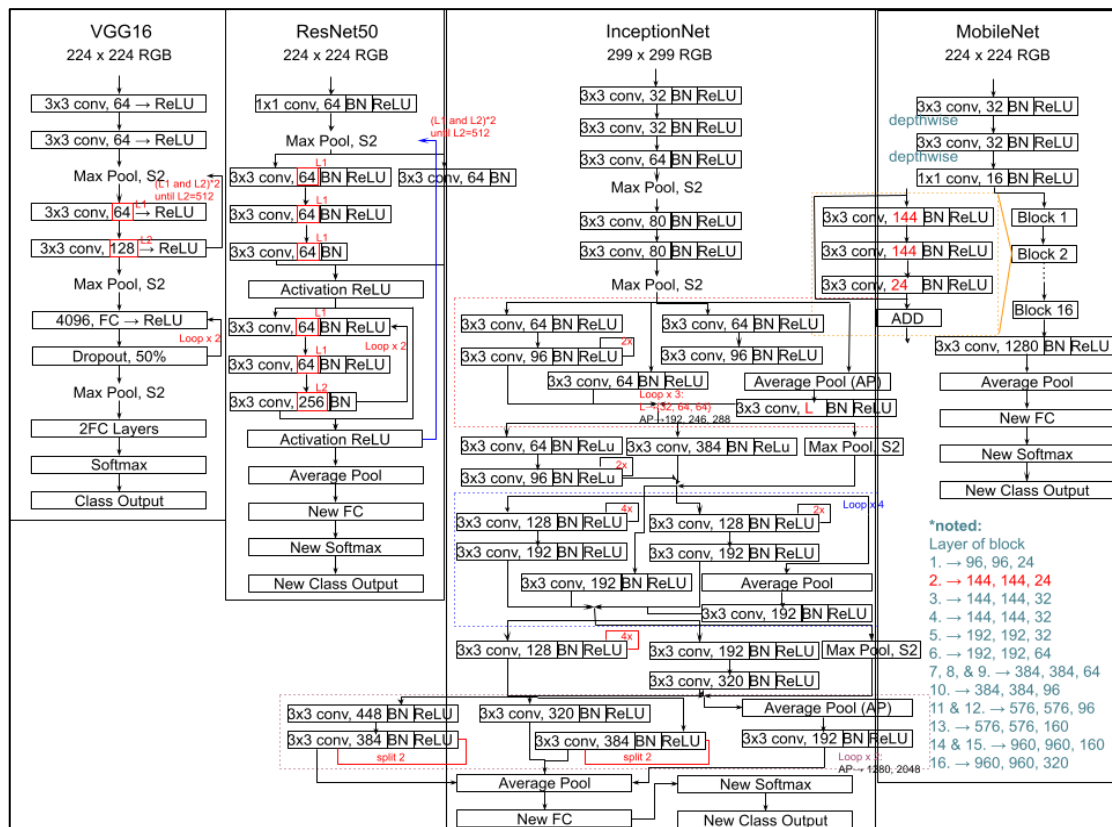 VGG16
224 x 224 RGB
3x3 conv, 64 → ReLU
3x3 conv, 64 → ReLU
Max Pool, S2
(L1 and L2)*2
until L2=512
L1
3x3 conv, 64 → ReLU
L2
3x3 conv, 128 → ReLU
Max Pool, S2
4096, FC → ReLU
Loop x 2
Dropout, 50%
Max Pool, S2
2FC Layers
Softmax
Class Output
ResNet50
224 x 224 RGB
1x1 conv, 64 BN ReLU
(L1 and L2)*2
until L2=512
Max Pool, S2
L1
3x3 conv, 64 BN ReLU
3x3 conv, 64 BN
L1
3x3 conv, 64 BN ReLU
L1
3x3 conv, 64 BN
Activation ReLU
L1
3x3 conv, 64 BN ReLU
Loop x 2
L1
3x3 conv, 64 BN ReLU
L2
3x3 conv, 256 BN
Activation ReLU
Average Pool
New FC
New Softmax
New Class Output
InceptionNet
299 x 299 RGB
3x3 conv, 32 BN ReLU
3x3 conv, 32 BN ReLU
3x3 conv, 64 BN ReLU
Max Pool, S2
3x3 conv, 80 BN ReLU
3x3 conv, 80 BN ReLU
Max Pool, S2
3x3 conv, 64 BN ReLU
3x3 conv, 64 BN ReLU
2x
3x3 conv, 96 BN ReLU
3x3 conv, 96 BN ReLU
3x3 conv, 64 BN ReLU
Average Pool (AP)
Loop x 3:
L→(32, 64, 64)
3x3 conv, L BN ReLU
AP→192, 246, 288
3x3 conv, 64 BN ReLU
3x3 conv, 384 BN ReLu
Max Pool, S2
2x
3x3 conv, 96 BN ReLu
Loop x 4
4x
3x3 conv, 128 BN ReLU
2x
3x3 conv, 128 BN ReLU
3x3 conv, 192 BN ReLU
3x3 conv, 192 BN ReLU
3x3 conv, 192 BN ReLU
Average Pool
3x3 conv, 192 BN ReLU
4x
3x3 conv, 128 BN ReLU
3x3 conv, 192 BN ReLU
Max Pool, S2
3x3 conv, 320 BN ReLU
3x3 conv, 448 BN ReLU
3x3 conv, 320 BN ReLU
Average Pool (AP)
3x3 conv, 384 BN ReLU
split 2
3x3 conv, 384 BN ReLU
split 2
3x3 conv, 192 BN ReLU
Loop x
AP→ 1280, 2048
Average Pool
New FC
New Softmax
New Class Output
MobileNet
224 x 224 RGB
3x3 conv, 32 BN ReLU
depthwise
3x3 conv, 32 BN ReLU
depthwise
1x1 conv, 16 BN ReLU
3x3 conv, 144 BN ReLU
3x3 conv, 144 BN ReLU
3x3 conv, 24 BN ReLU
ADD
Block 1
Block 2
Block 16
3x3 conv, 1280 BN ReLU
Average Pool
New FC
New Softmax
New Class Output
*noted:
Layer of block
1. → 96, 96, 24
2. → 144, 144, 24
3. → 144, 144, 32
4. → 144, 144, 32
5. → 192, 192, 32
6. → 192, 192, 64
7, 8, & 9. → 384, 384, 64
10. → 384, 384, 96
11 & 12. → 576, 576, 96
13. → 576, 576, 160
14 & 15. → 960, 960, 160
16. → 960, 960, 320